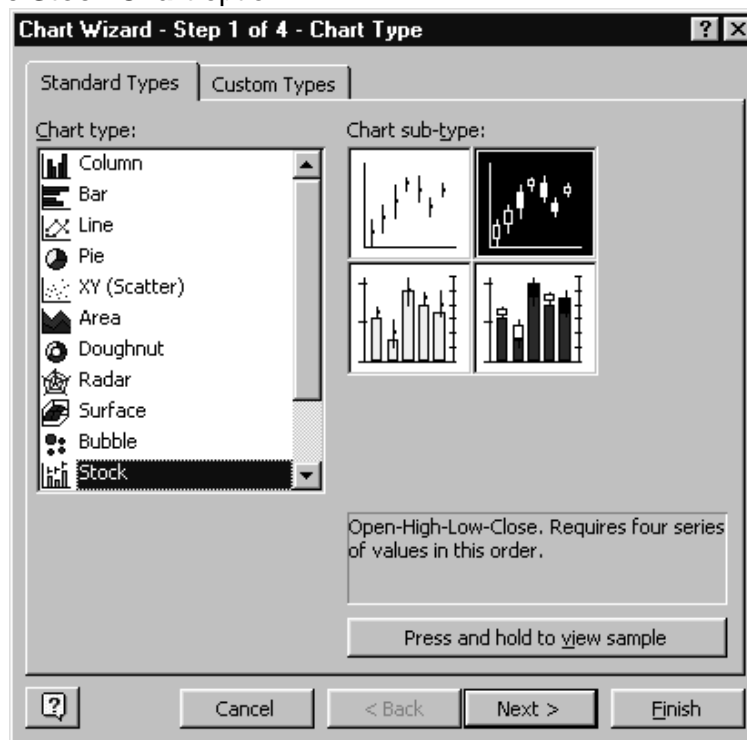 Chart Wizard - Step 1 of 4 - Chart Type
Standard Types
Custom Types
Chart type:
Column
Bar
Line
Pie
XY (Scatter)
Area
Doughnut
Radar
Surface
Bubble
Stock
Chart sub-type:
Open-High-Low-Close. Requires four series
of values in this order.
Press and hold to view sample
Cancel
< Back
Next >
Finish